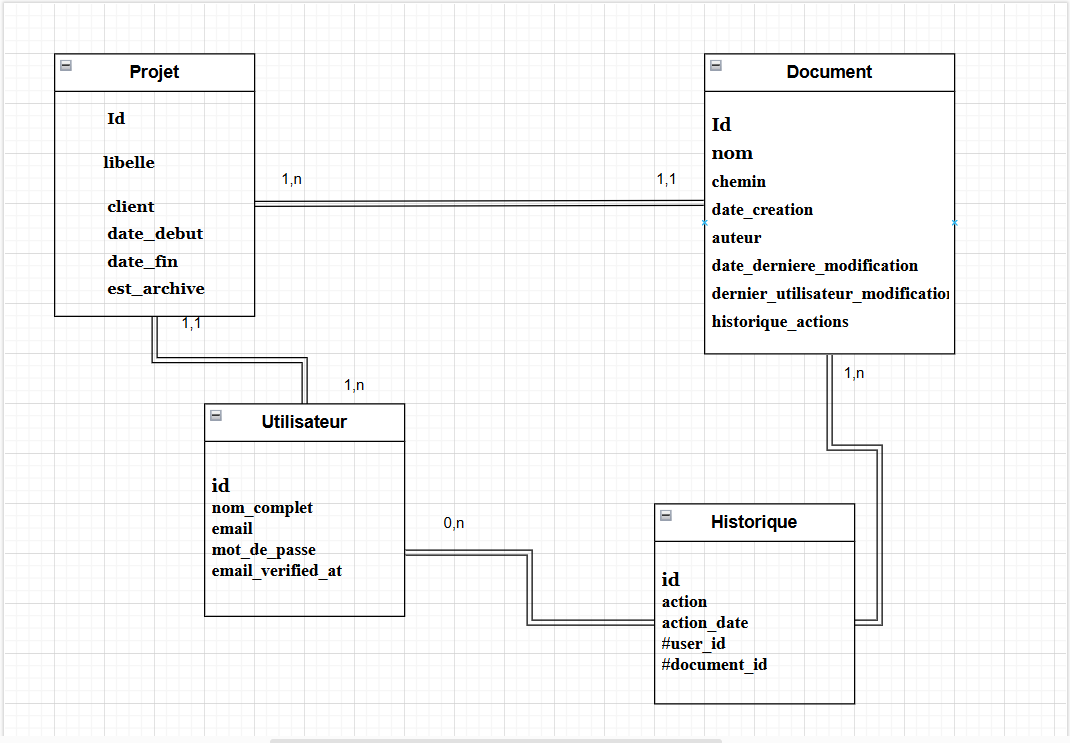 Projet
Id
libelle
client
date_debut
date_fin
est_archive
1,n
1,1
Document
Id
nom
chemin
date_creation
auteur
date_derniere_modification
dernier_utilisateur_modification
historique_actions
1,1
1,n
1,n
Utilisateur
id
nom_complet
email
mot_de_passe
email_verified_at
0,n
Historique
id
action
action_date
#user_id
#document_id